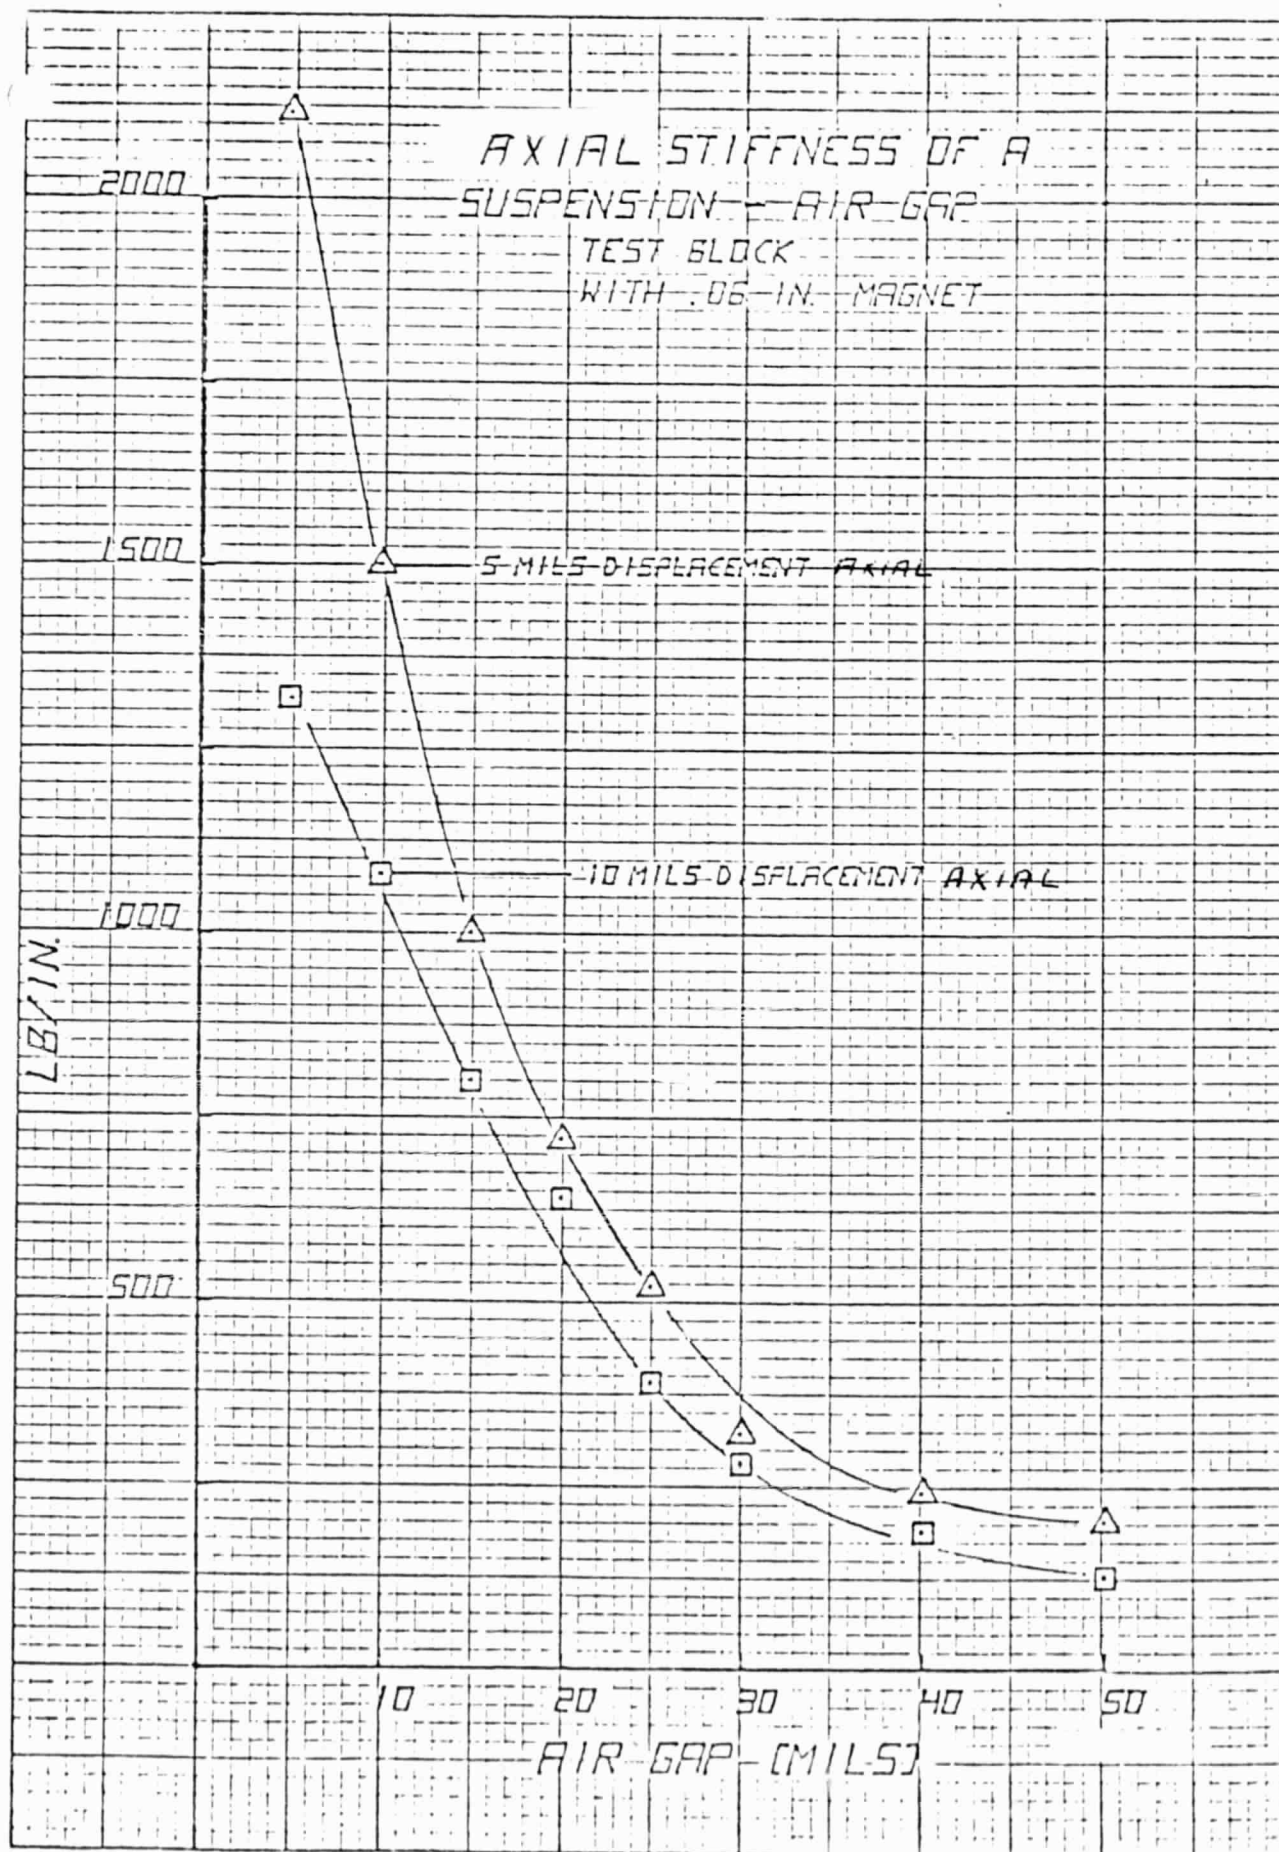 AXIAL STIFFNESS OF A
SUSPENSION - AIR GAP
TEST BLOCK
WITH .06 IN. MAGNET
2000
1500
5 MILS DISPLACEMENT AXIAL
10 MILS DISPLACEMENT AXIAL
1000
LB/IN.
500
10 20 30 40 50
AIR GAP (MILS)